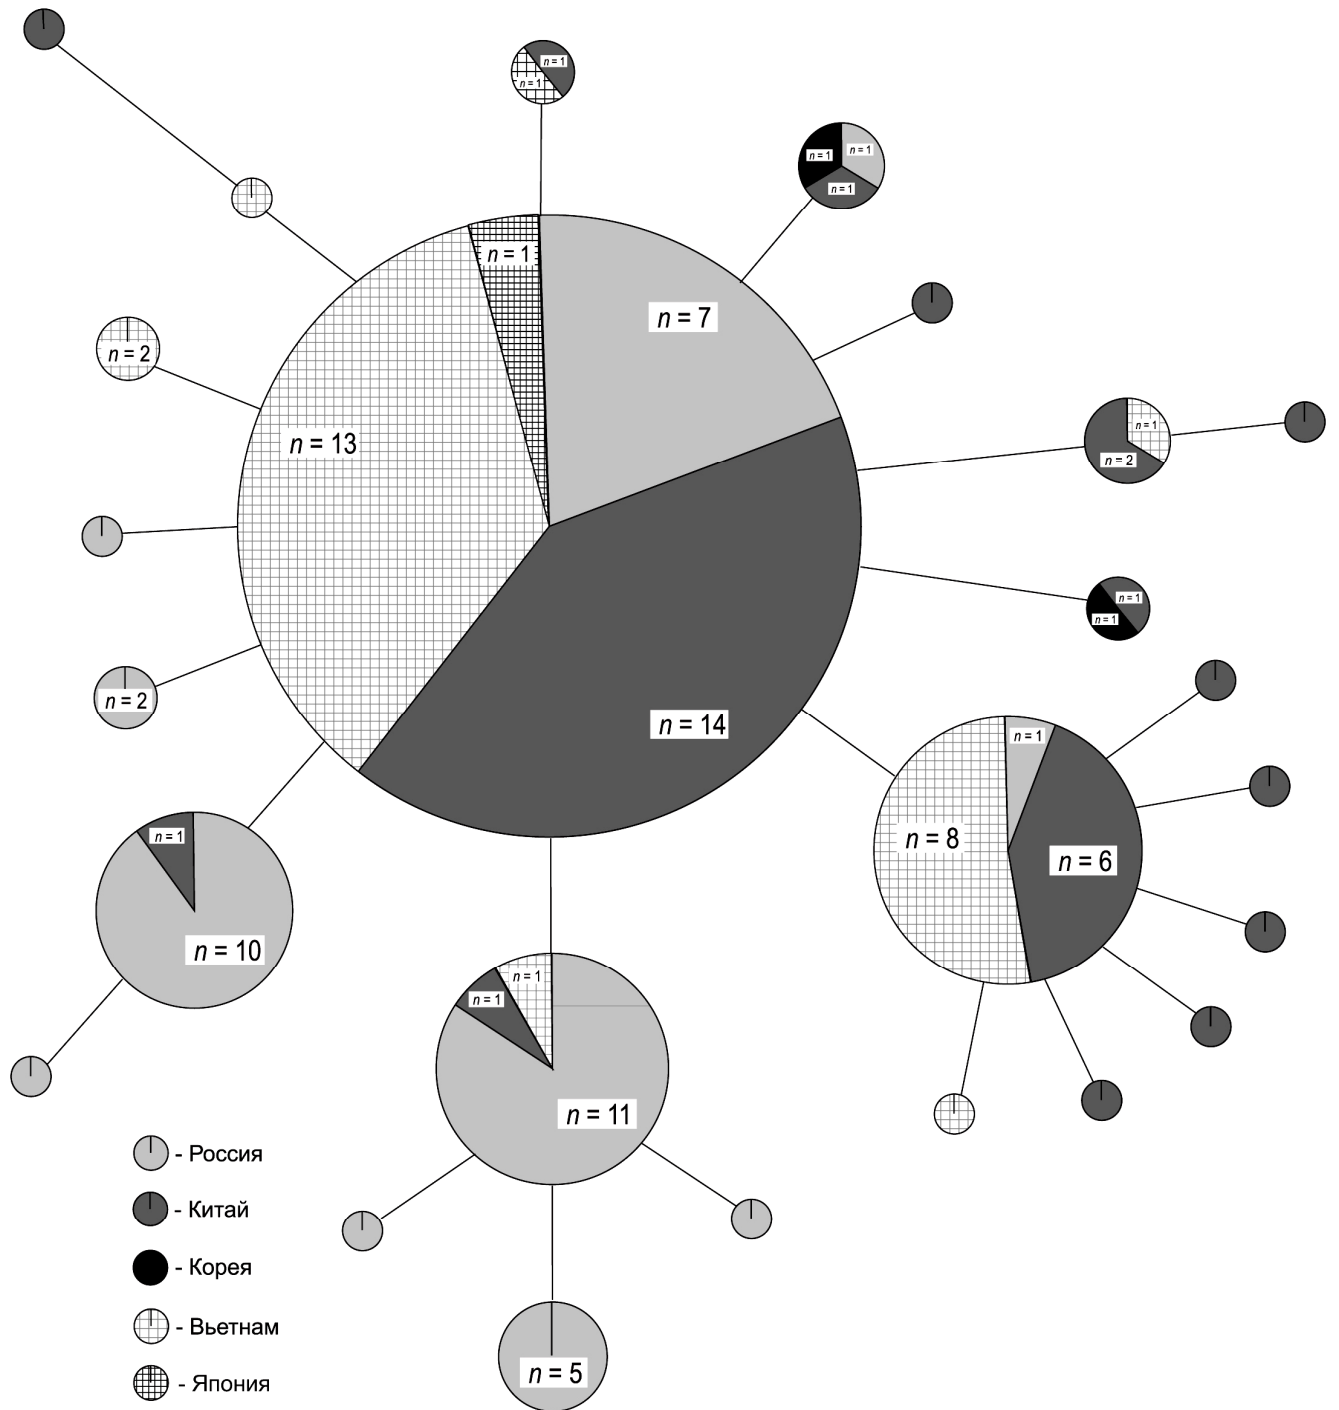 n = 1
n = 1
n = 1
n = 1
n = 1
n = 1
n = 7
n = 2
n = 13
n = 1
n = 2
n = 1
n = 1
n = 2
n = 14
n = 1
n = 8
n = 6
n = 1
n = 10
n = 1
n = 1
n = 11
n = 5
- Россия
- Китай
- Корея
- Вьетнам
- Япония